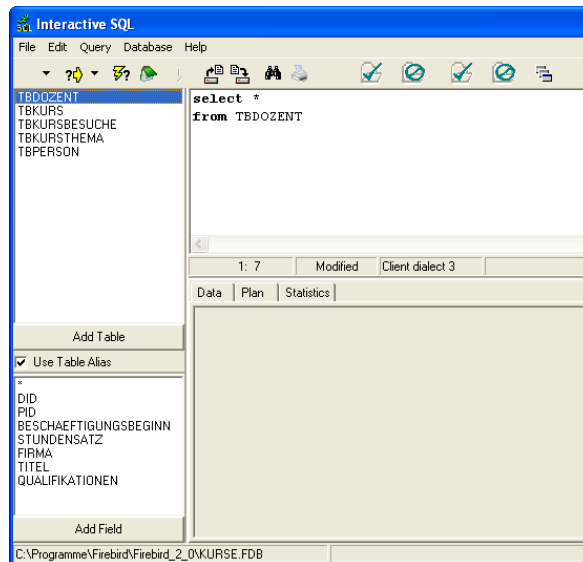 Interactive SQL
File Edit Query Database Help
TBDOZENT
TBKURS
TBKURSBESUCHE
TBKURSTHEMA
TBPERSON
select *
from TBDOZENT
1: 7 Modified Client dialect 3
Data Plan Statistics
Add Table
Use Table Alias
*
DID
PID
BESCHAEFTIGUNGSBEGINN
STUNDENSATZ
FIRMA
TITEL
QUALIFIKATIONEN
Add Field
C:\Programme\Firebird\Firebird_2_0\KURSE.FDB